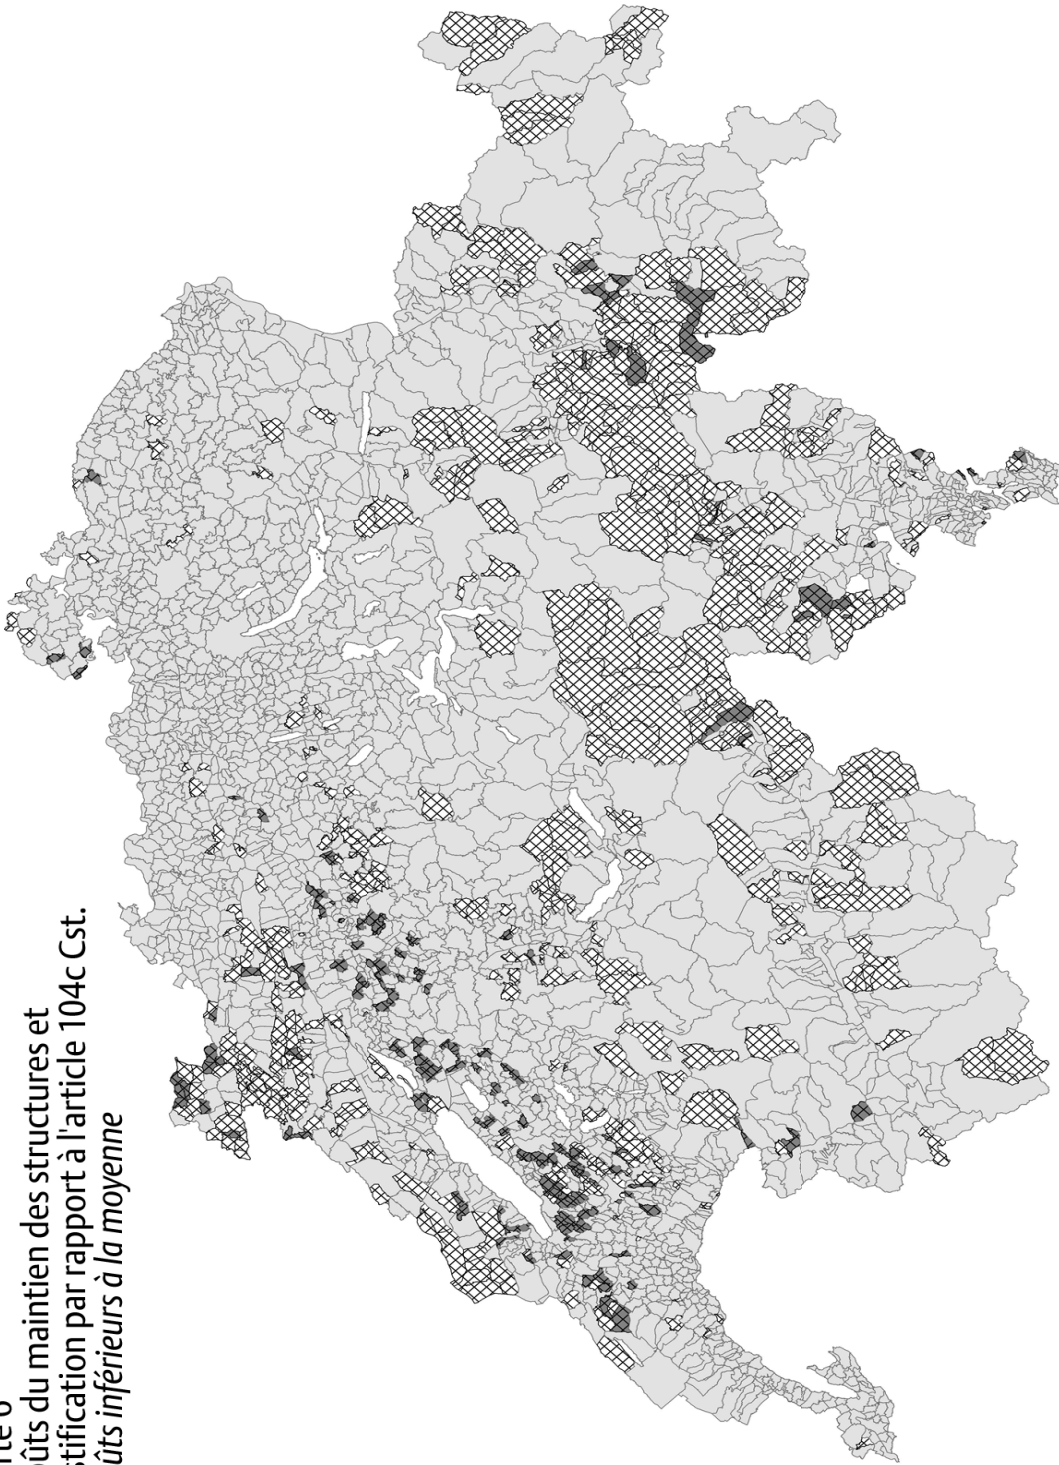 rte 6
ûts du maintien des structures et
stification par rapport à l'article 104c Cst.
ûts inférieurs à la moyenne